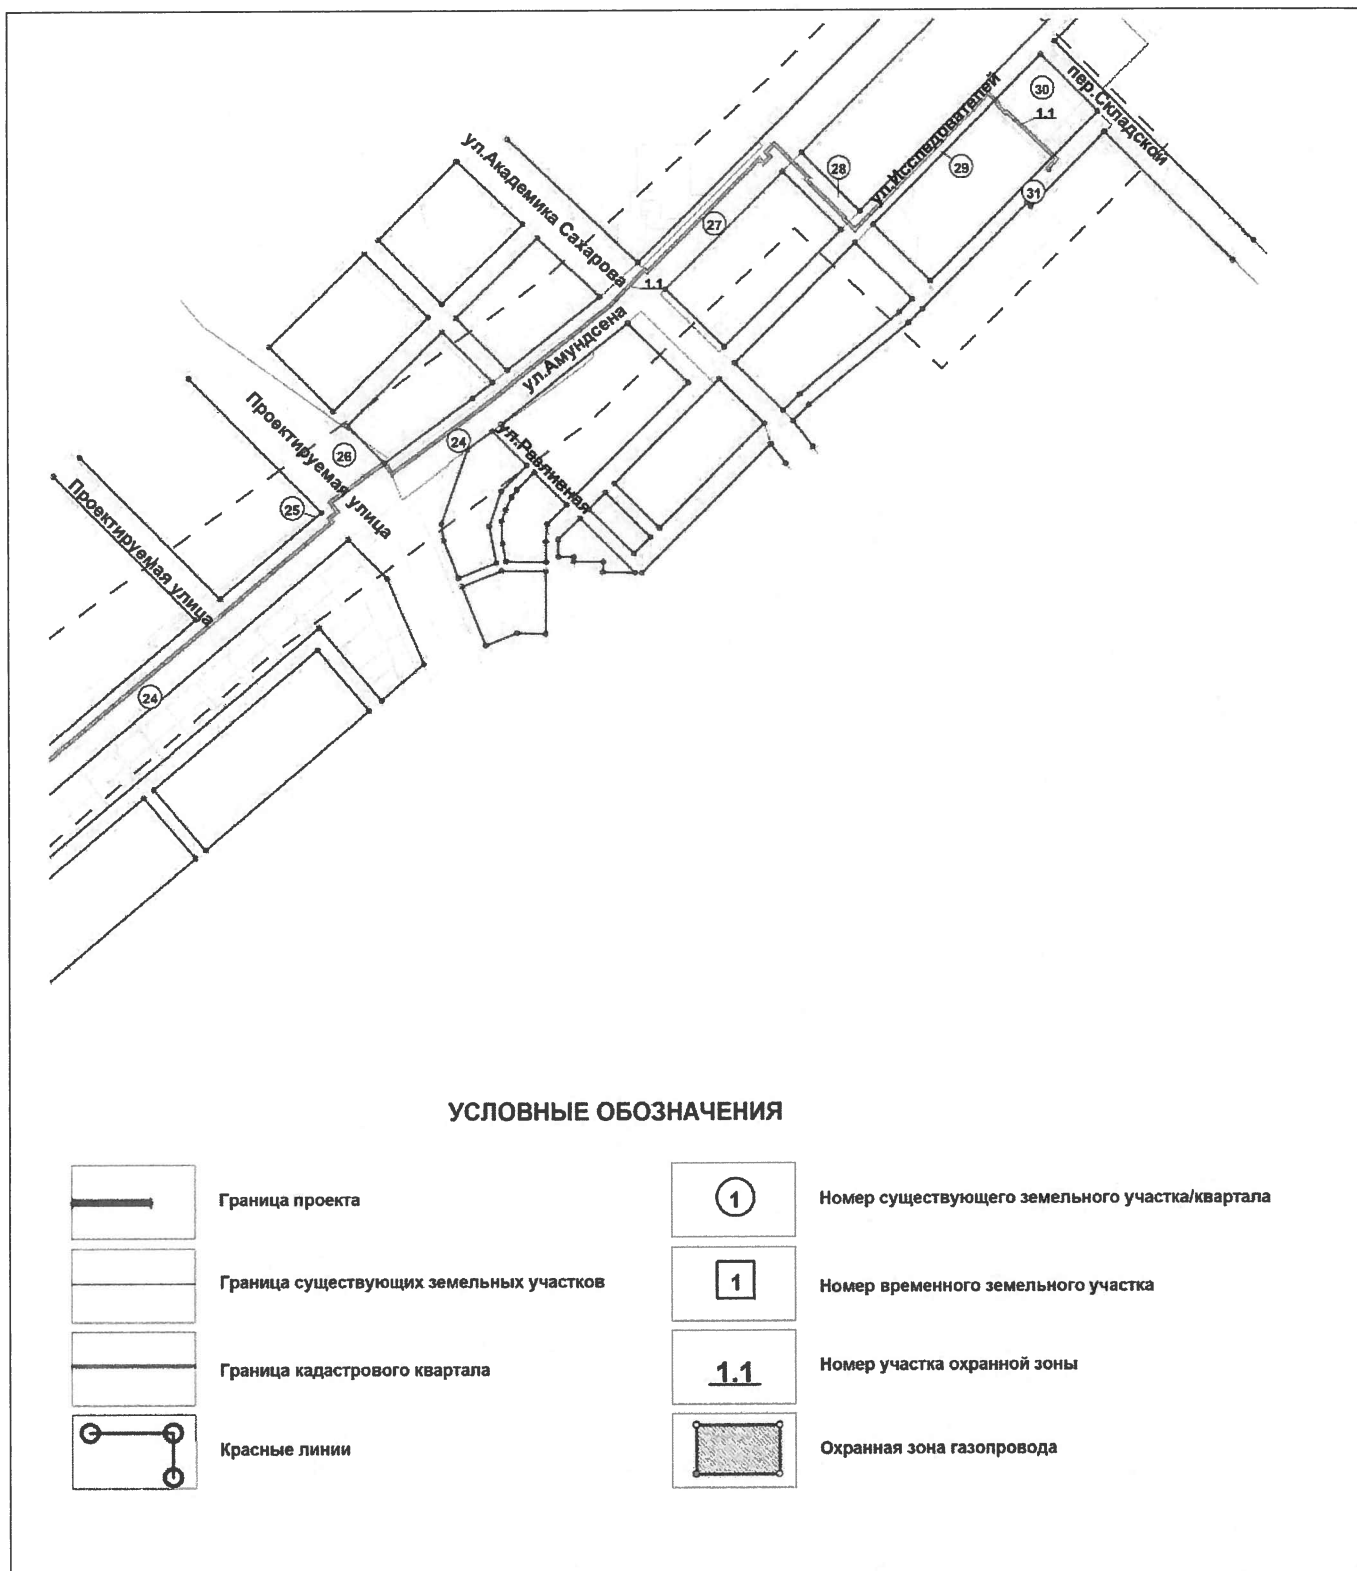 пер.Складской
30
1.1
ул.Исследователей
ул.Академика Сахарова
28
29
31
27
1.1
ул.Амундсена
Проектируемая улица
24
ул.Разливная
26
25
Проектируемая улица
24
УСЛОВНЫЕ ОБОЗНАЧЕНИЯ
Граница проекта
Граница существующих земельных участков
Граница кадастрового квартала
Красные линии
1
Номер существующего земельного участка/квартала
1
Номер временного земельного участка
1.1
Номер участка охранной зоны
Охранная зона газопровода